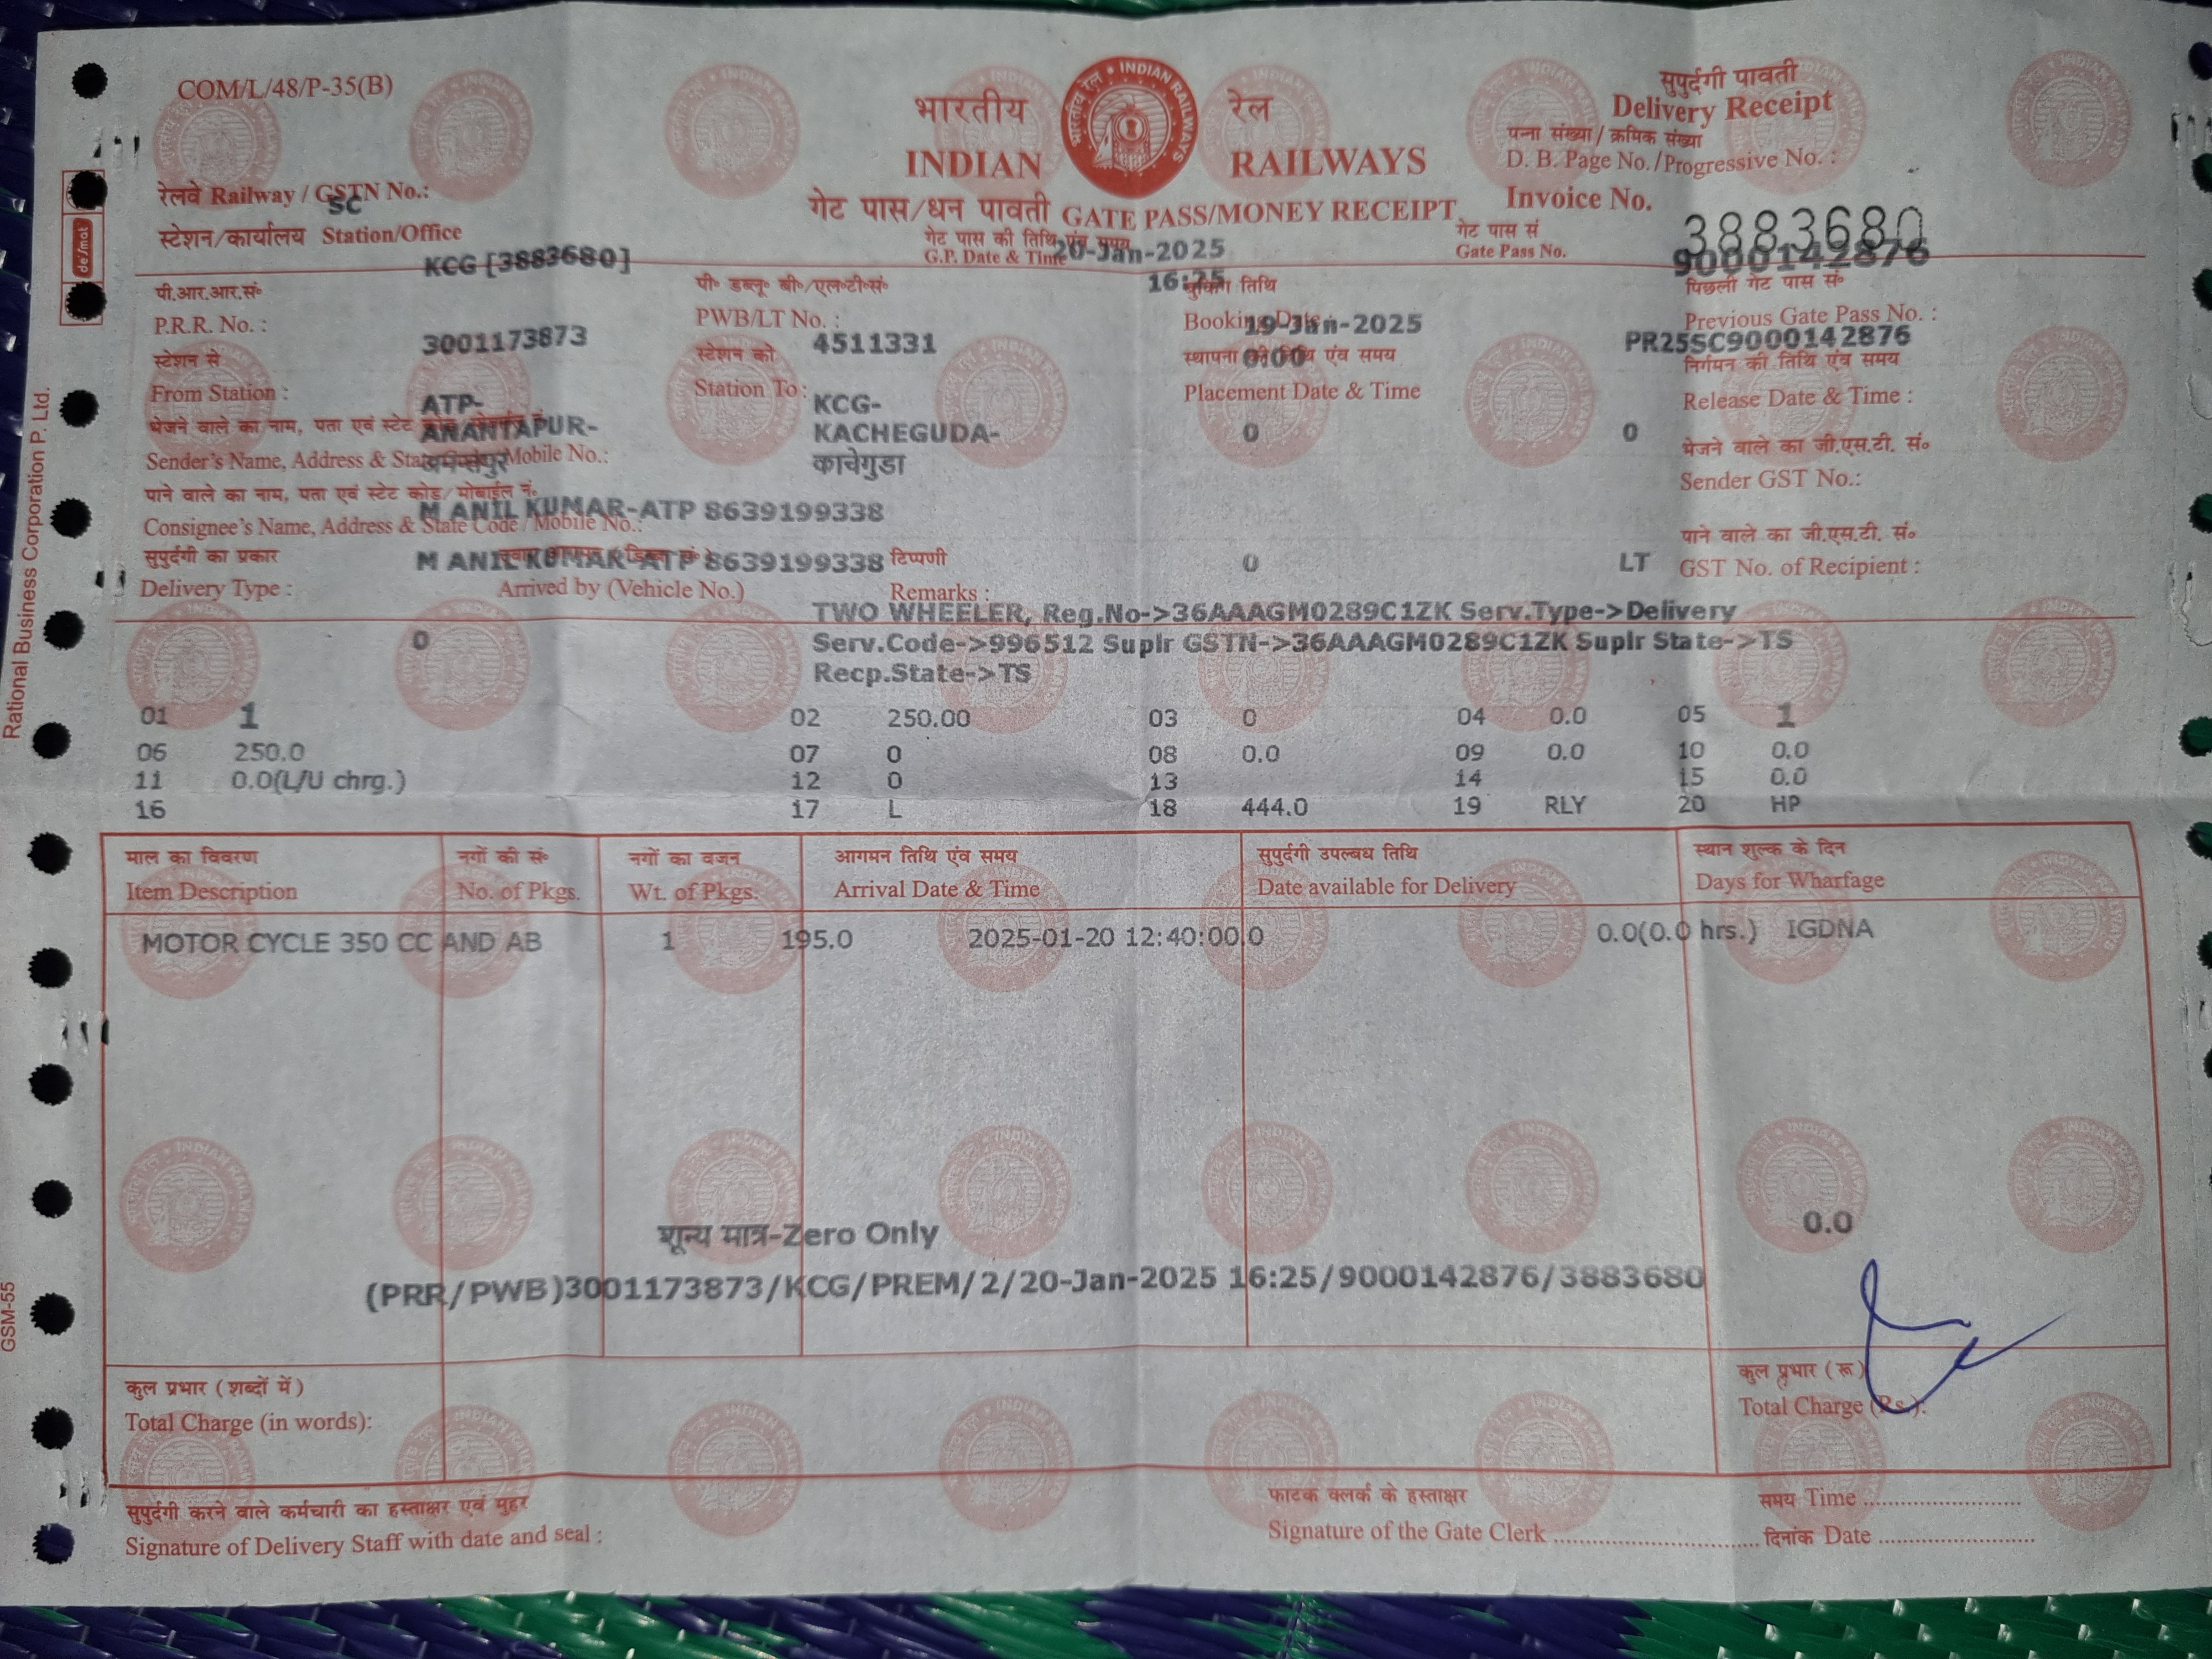 COM/L/48/P-35(B)
भारतीय रेल
INDIAN RAILWAYS
सुपुर्दगी पावती
Delivery Receipt
पन्ना संख्या/ क्रमिक संख्या
D. B. Page No./Progressive No. :
रेलवे Railway / GSTN No.:
SC
गेट पास/धन पावती GATE PASS/MONEY RECEIPT
Invoice No.
3883680
स्टेशन/कार्यालय Station/Office
KCG [3883680]
गेट पास की तिथि एंव समय
G.P. Date & Time
20-Jan-2025
16:25
गेट पास सं
Gate Pass No.
9000142876
पी.आर.आर.सं॰
P.R.R. No. :
3001173873
पी॰ डब्लू॰ बी॰/एल॰टी॰सं॰
PWB/LT No. :
4511331
बुकिंग तिथि
Booking Date :
19-Jan-2025
0:00
पिछली गेट पास सं॰
Previous Gate Pass No. :
PR25SC9000142876
स्टेशन से
From Station :
ATP-
ANANTAPUR-
स्टेशन को
Station To :
KCG-
KACHEGUDA-
काचेगुडा
स्थापना की तिथि एंव समय
Placement Date & Time
0
निर्गमन की तिथि एंव समय
Release Date & Time :
0
भेजने वाले का नाम, पता एवं स्टेट
Sender's Name, Address & State Mobile No.:
M ANIL KUMAR-ATP 8639199338
भेजने वाले का जी.एस.टी. सं॰
Sender GST No.:
पाने वाले का नाम, पता एवं स्टेट कोड/ मोबाईल नं.
Consignee's Name, Address & State Code / Mobile No.:
M ANIL KUMAR-ATP 8639199338
0
पाने वाले का जी.एस.टी. सं॰
GST No. of Recipient :
LT
सुपुर्दगी का प्रकार
Delivery Type :
0
Arrived by (Vehicle No.)
टिप्पणी
Remarks :
TWO WHEELER, Reg.No->36AAAGM0289C1ZK Serv.Type->Delivery
Serv.Code->996512 Suplr GSTN->36AAAGM0289C1ZK Suplr State->TS
Recp.State->TS
01 1 02 250.00 03 0 04 0.0 05 1
06 250.0 07 0 08 0.0 09 0.0 10 0.0
11 0.0(L/U chrg.) 12 0 13 14 15 0.0
16 17 L 18 444.0 19 RLY 20 HP
माल का विवरण नगों की सं॰ नगों का वजन आगमन तिथि एंव समय सुपुर्दगी उपलब्ध तिथि स्थान शुल्क के दिन
Item Description No. of Pkgs. Wt. of Pkgs. Arrival Date & Time Date available for Delivery Days for Wharfage
MOTOR CYCLE 350 CC AND AB 1 195.0 2025-01-20 12:40:00.0 0.0(0.0 hrs.) IGDNA
शून्य मात्र-Zero Only 0.0
(PRR/PWB)3001173873/KCG/PREM/2/20-Jan-2025 16:25/9000142876/3883680
कुल प्रभार (शब्दों में)
Total Charge (in words):
कुल प्रभार (रू)
Total Charge (Rs.):
सुपुर्दगी करने वाले कर्मचारी का हस्ताक्षर एवं मुहर
Signature of Delivery Staff with date and seal :
फाटक क्लर्क के हस्ताक्षर
Signature of the Gate Clerk
समय Time
दिनांक Date
Rational Business Corporation P. Ltd.
GSM-55
de/mat